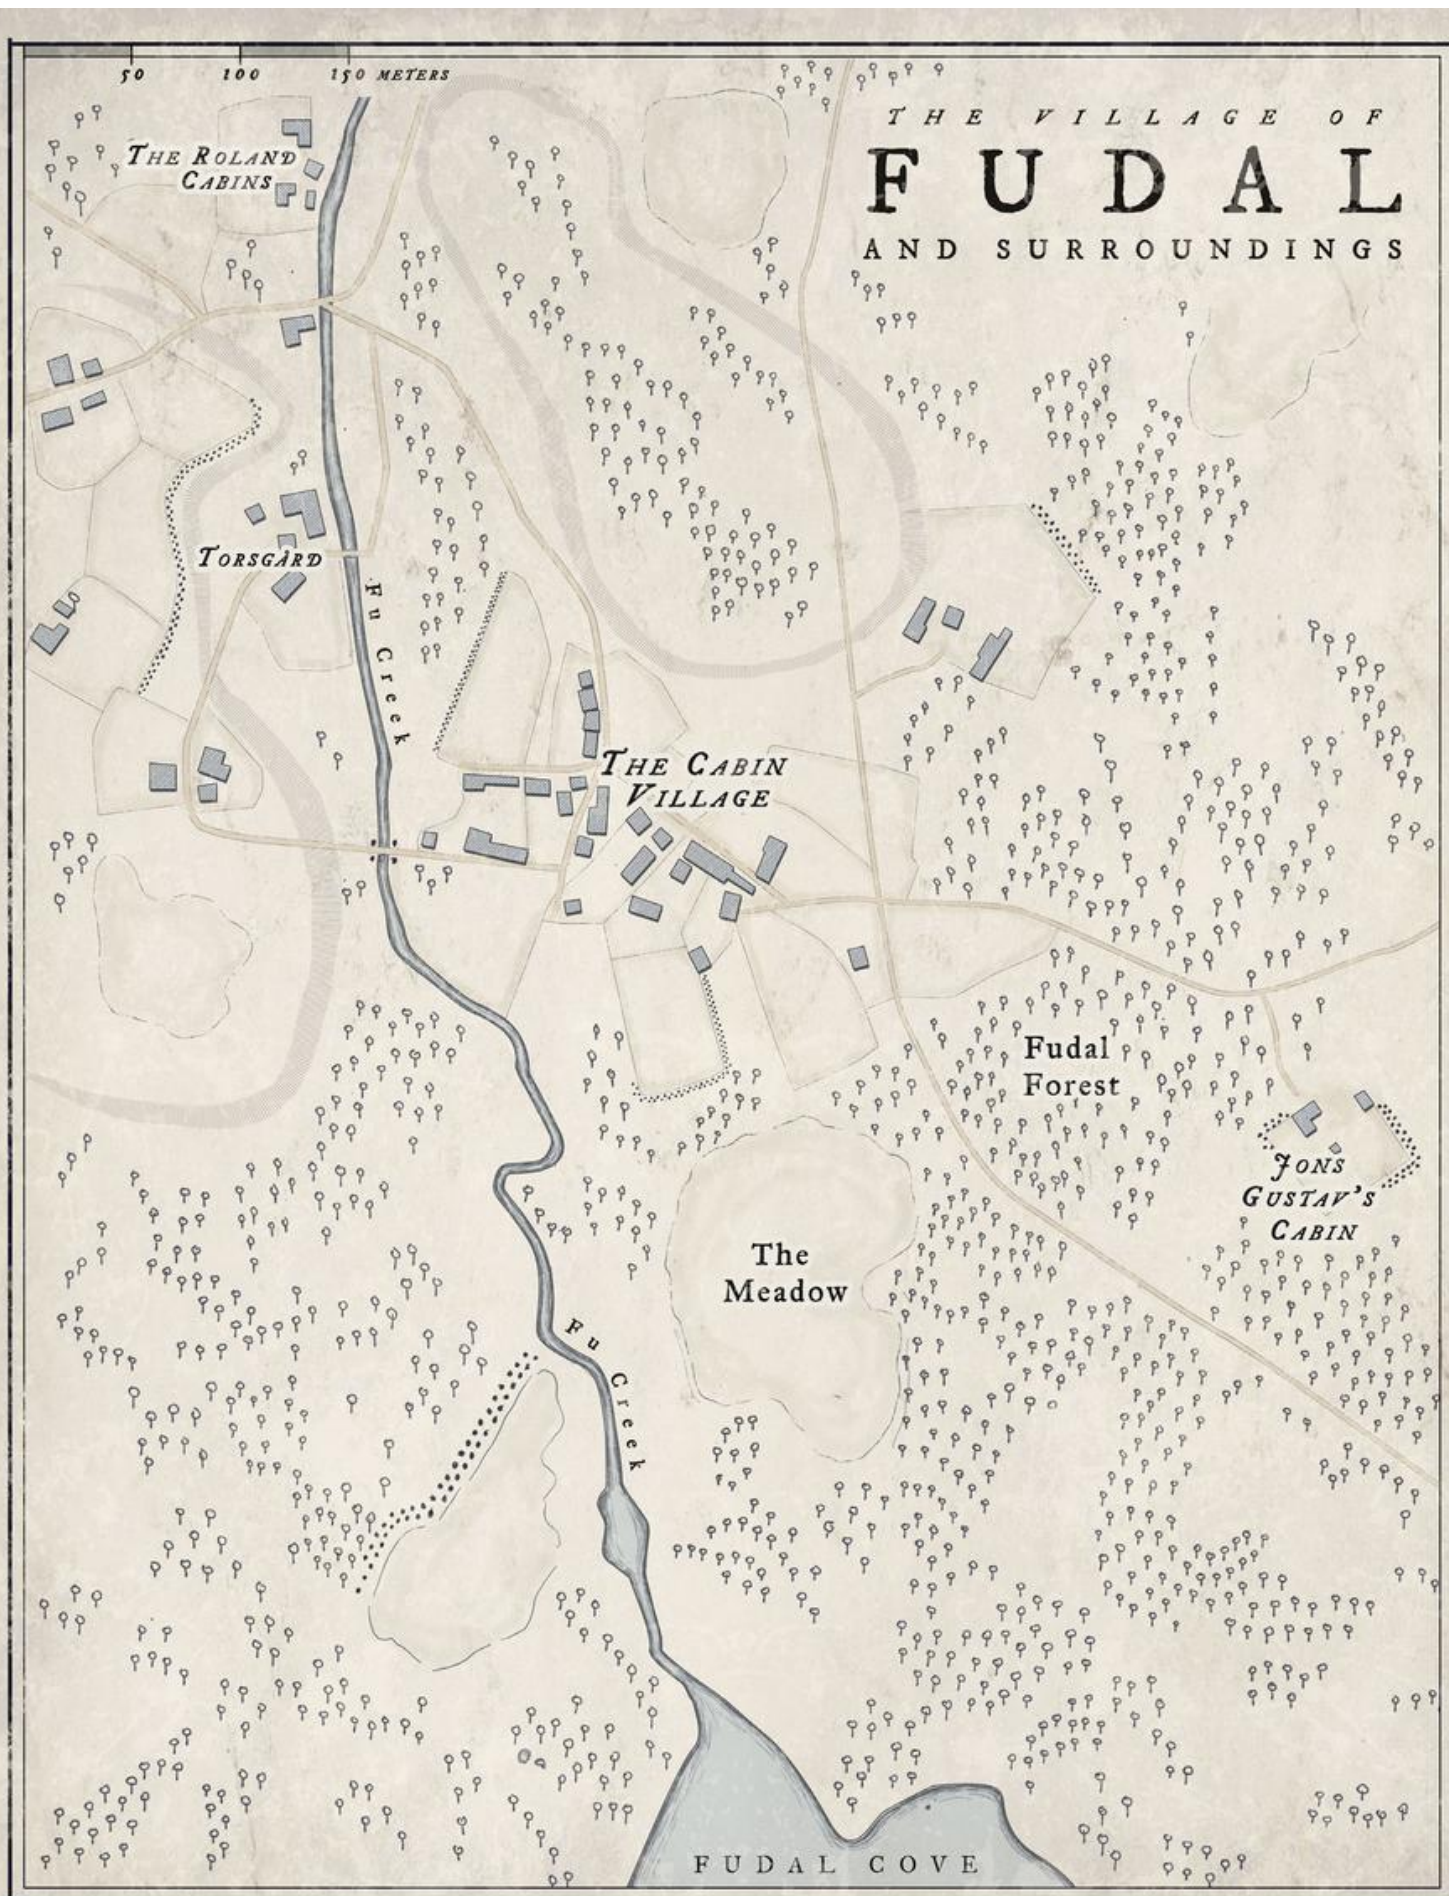 50 100 150 METERS
THE VILLAGE OF
FUDAL
AND SURROUNDINGS
THE ROLAND
CABINS
TORSGÅRD
Fu Creek
THE CABIN
VILLAGE
Fudal
Forest
JONS
GUSTAV'S
CABIN
The
Meadow
Fu Creek
FUDAL COVE